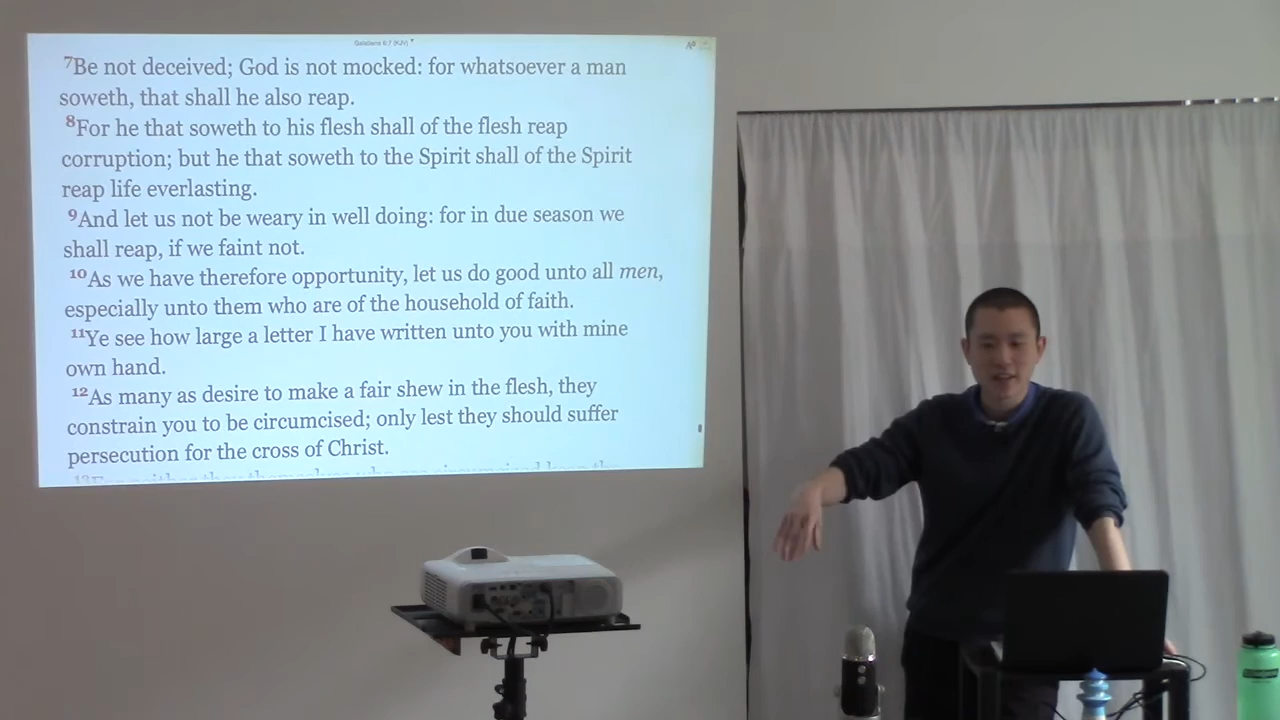 Galatians 6:7 (KJV)
7Be not deceived; God is not mocked: for whatsoever a man
soweth, that shall he also reap.
8For he that soweth to his flesh shall of the flesh reap
corruption; but he that soweth to the Spirit shall of the Spirit
reap life everlasting.
9And let us not be weary in well doing: for in due season we
shall reap, if we faint not.
10As we have therefore opportunity, let us do good unto all men,
especially unto them who are of the household of faith.
11Ye see how large a letter I have written unto you with mine
own hand.
12As many as desire to make a fair shew in the flesh, they
constrain you to be circumcised; only lest they should suffer
persecution for the cross of Christ.